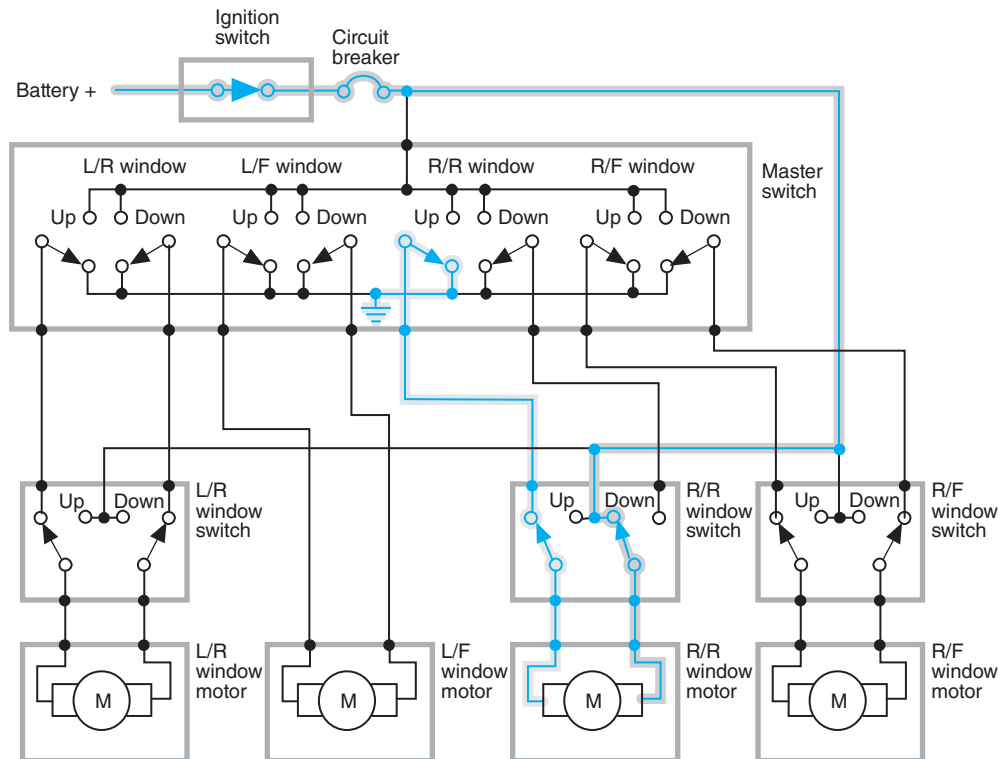 Ignition
switch
Circuit
breaker
Battery +
L/R window
L/F window
R/R window
R/F window
Master
switch
Up
Down
Up
Down
Up
Down
Up
Down
Up
Down
L/R
window
switch
Up
Down
R/R
window
switch
Up
Down
R/F
window
switch
M
L/R
window
motor
M
L/F
window
motor
M
R/R
window
motor
M
R/F
window
motor